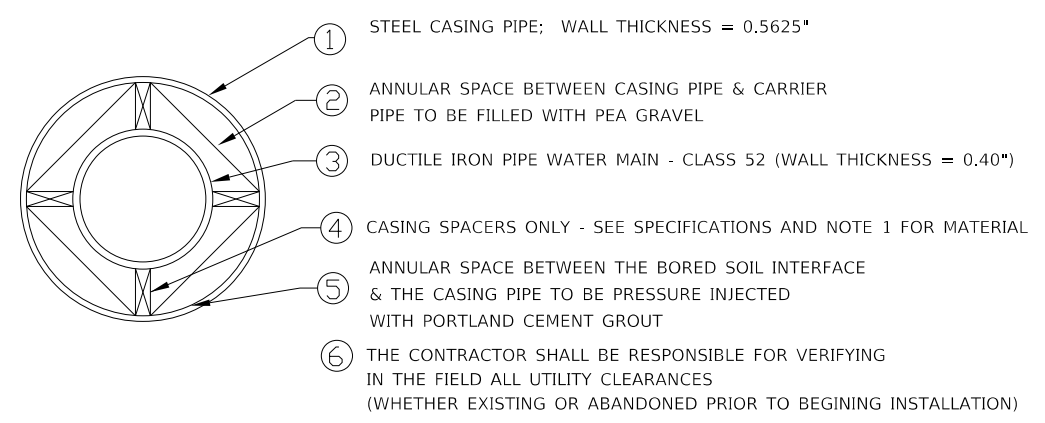 1 STEEL CASING PIPE; WALL THICKNESS = 0.5625"
2 ANNULAR SPACE BETWEEN CASING PIPE & CARRIER
PIPE TO BE FILLED WITH PEA GRAVEL
3 DUCTILE IRON PIPE WATER MAIN - CLASS 52 (WALL THICKNESS = 0.40")
4 CASING SPACERS ONLY - SEE SPECIFICATIONS AND NOTE 1 FOR MATERIAL
5 ANNULAR SPACE BETWEEN THE BORED SOIL INTERFACE
& THE CASING PIPE TO BE PRESSURE INJECTED
WITH PORTLAND CEMENT GROUT
6 THE CONTRACTOR SHALL BE RESPONSIBLE FOR VERIFYING
IN THE FIELD ALL UTILITY CLEARANCES
(WHETHER EXISTING OR ABANDONED PRIOR TO BEGINING INSTALLATION)